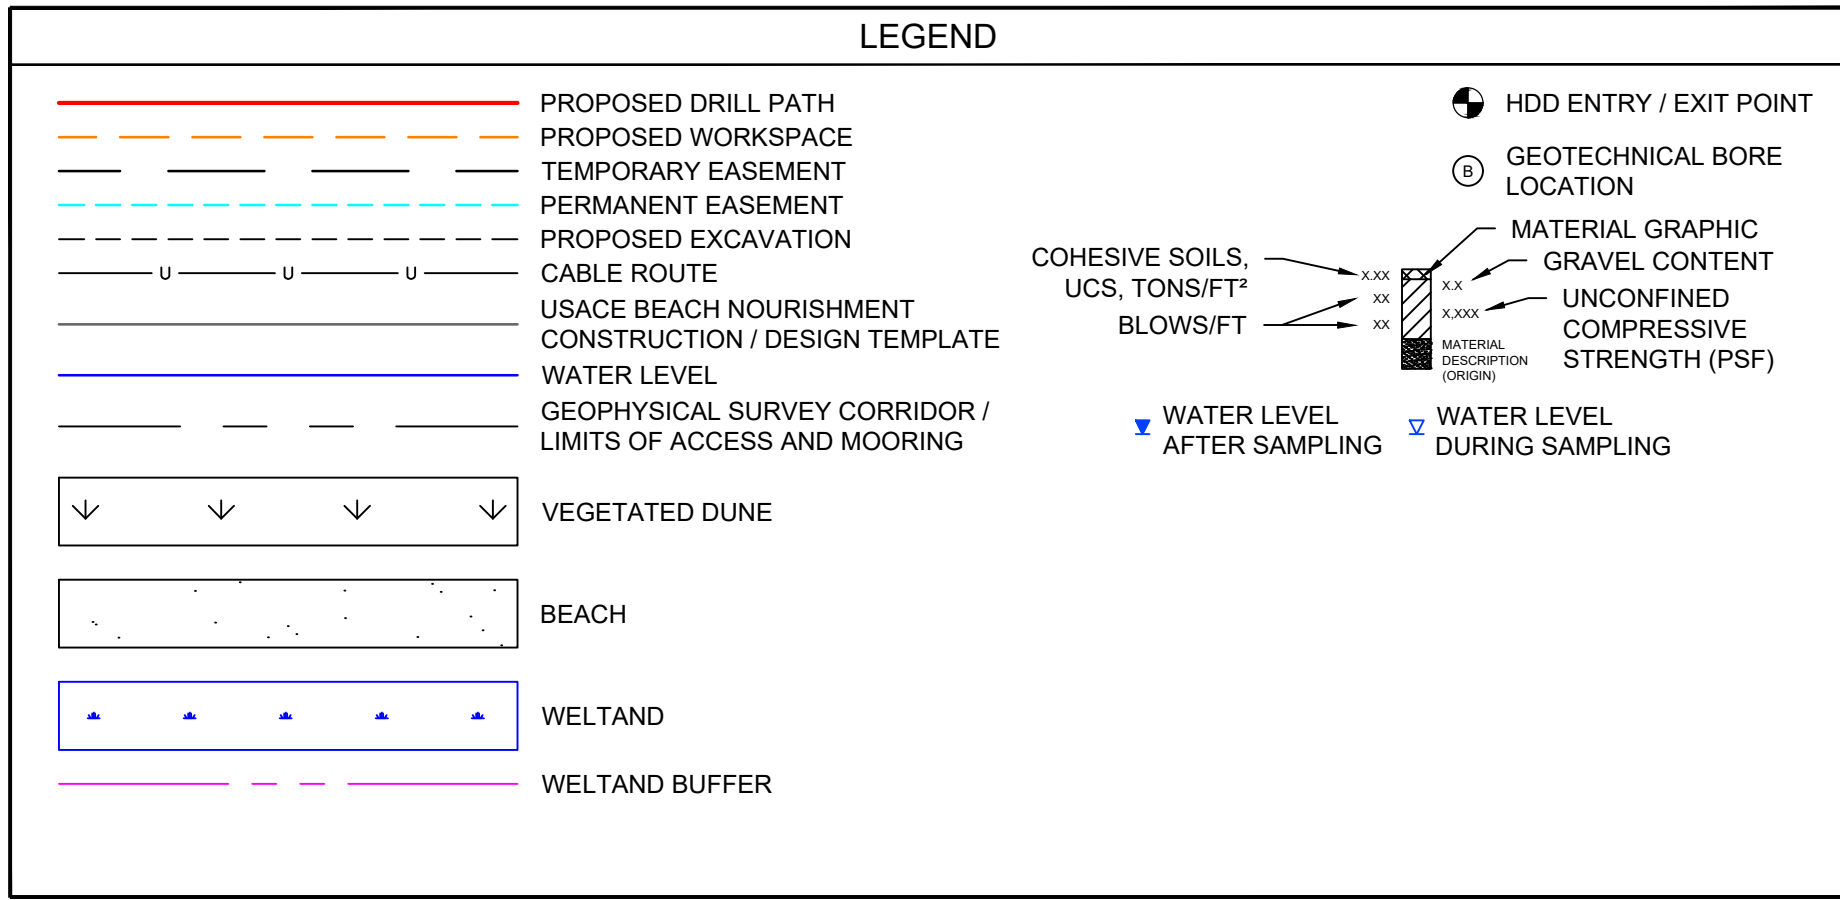 LEGEND
PROPOSED DRILL PATH
PROPOSED WORKSPACE
TEMPORARY EASEMENT
PERMANENT EASEMENT
PROPOSED EXCAVATION
U U U
CABLE ROUTE
USACE BEACH NOURISHMENT
CONSTRUCTION / DESIGN TEMPLATE
WATER LEVEL
GEOPHYSICAL SURVEY CORRIDOR /
LIMITS OF ACCESS AND MOORING
VEGETATED DUNE
BEACH
WELTAND
WELTAND BUFFER
HDD ENTRY / EXIT POINT
B
GEOTECHNICAL BORE
LOCATION
COHESIVE SOILS,
UCS, TONS/FT²
BLOWS/FT
X.XX
XX
XX
MATERIAL GRAPHIC
GRAVEL CONTENT
X.X
X,XXX
UNCONFINED
COMPRESSIVE
STRENGTH (PSF)
MATERIAL
DESCRIPTION
(ORIGIN)
WATER LEVEL
AFTER SAMPLING
WATER LEVEL
DURING SAMPLING